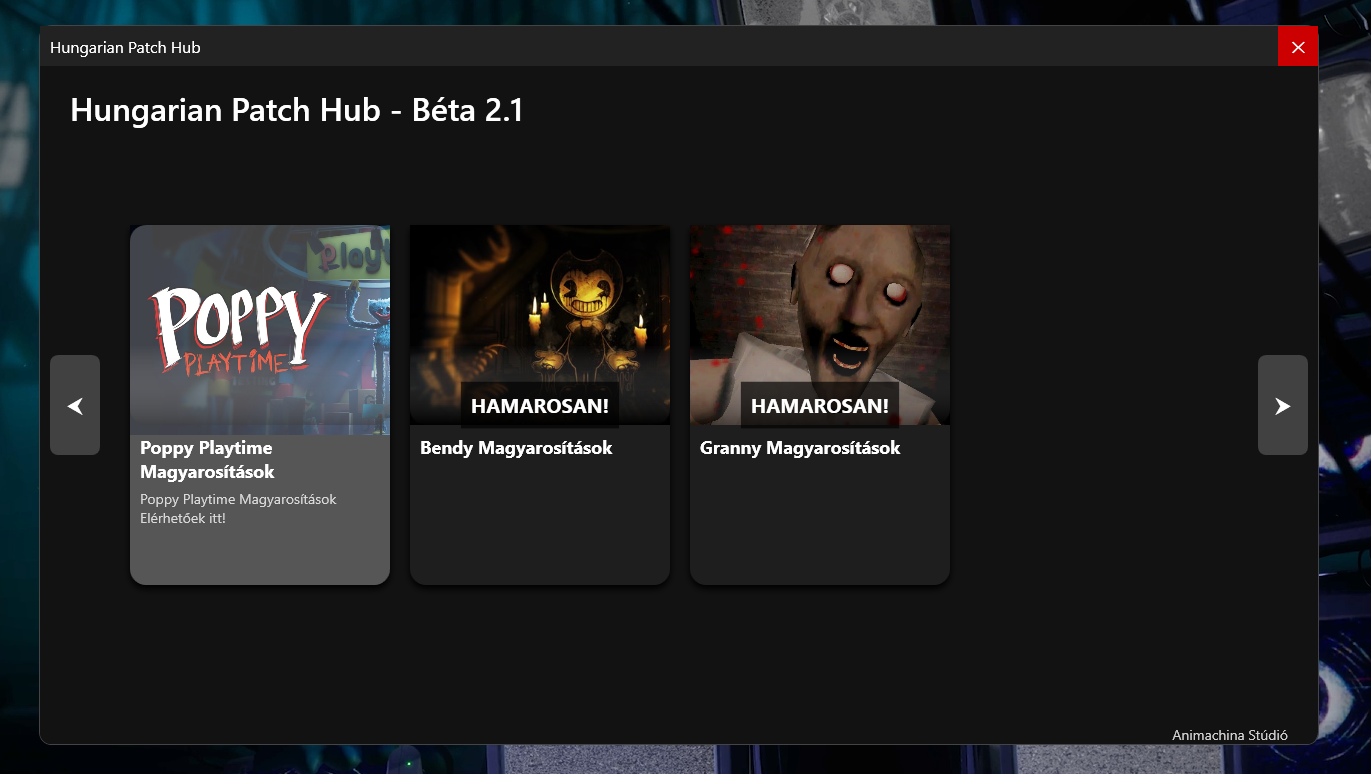 Hungarian Patch Hub
Hungarian Patch Hub - Béta 2.1
POPPY
PLAYTIME
HAMAROSAN!
HAMAROSAN!
Poppy Playtime
Magyarosítások
Bendy Magyarosítások
Granny Magyarosítások
Poppy Playtime Magyarosítások
Elérhetőek itt!
Animachina Stúdió